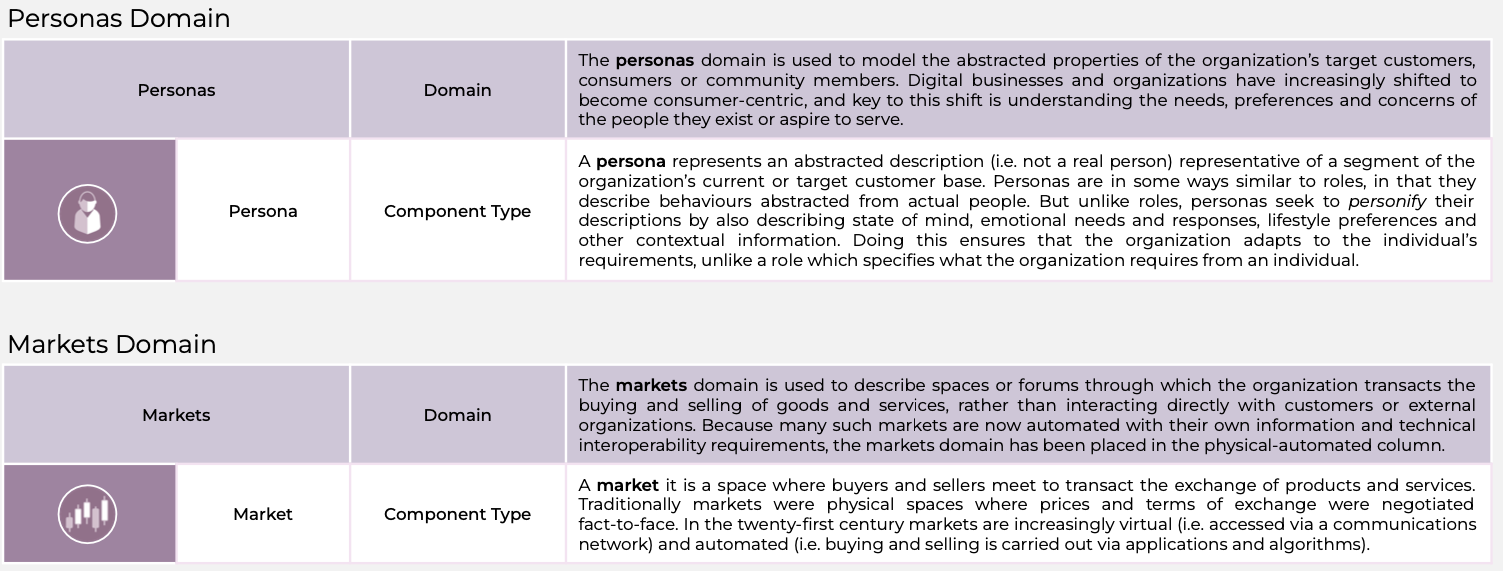 Personas Domain
Personas
Domain
The personas domain is used to model the abstracted properties of the organization's target customers,
consumers or community members. Digital businesses and organizations have increasingly shifted to
become consumer-centric, and key to this shift is understanding the needs, preferences and concerns of
the people they exist or aspire to serve.
Persona
Component Type
A persona represents an abstracted description (i.e. not a real person) representative of a segment of the
organization's current or target customer base. Personas are in some ways similar to roles, in that they
describe behaviours abstracted from actual people. But unlike roles, personas seek to personify their
descriptions by also describing state of mind, emotional needs and responses, lifestyle preferences and
other contextual information. Doing this ensures that the organization adapts to the individual's
requirements, unlike a role which specifies what the organization requires from an individual.
Markets Domain
Markets
Domain
The markets domain is used to describe spaces or forums through which the organization transacts the
buying and selling of goods and services, rather than interacting directly with customers or external
organizations. Because many such markets are now automated with their own information and technical
interoperability requirements, the markets domain has been placed in the physical-automated column.
Market
Component Type
A market it is a space where buyers and sellers meet to transact the exchange of products and services.
Traditionally markets were physical spaces where prices and terms of exchange were negotiated
fact-to-face. In the twenty-first century markets are increasingly virtual (i.e. accessed via a communications
network) and automated (i.e. buying and selling is carried out via applications and algorithms).